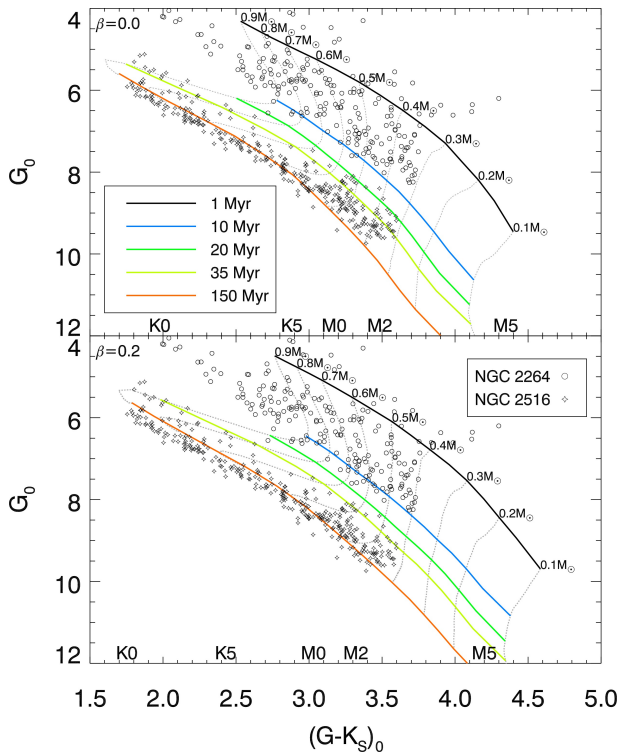 4
β=0.0
0.9M⊙
0.8M⊙
0.7M⊙
0.6M⊙
0.5M⊙
0.4M⊙
0.3M⊙
0.2M⊙
0.1M⊙
6
8
10
12
G₀
1 Myr
10 Myr
20 Myr
35 Myr
150 Myr
K0 K5 M0 M2 M5
4
β=0.2
0.9M⊙
0.8M⊙
0.7M⊙
0.6M⊙
0.5M⊙
0.4M⊙
0.3M⊙
0.2M⊙
0.1M⊙
NGC 2264
NGC 2516
6
8
10
12
G₀
K0 K5 M0 M2 M5
1.5 2.0 2.5 3.0 3.5 4.0 4.5 5.0
(G-K_S)₀